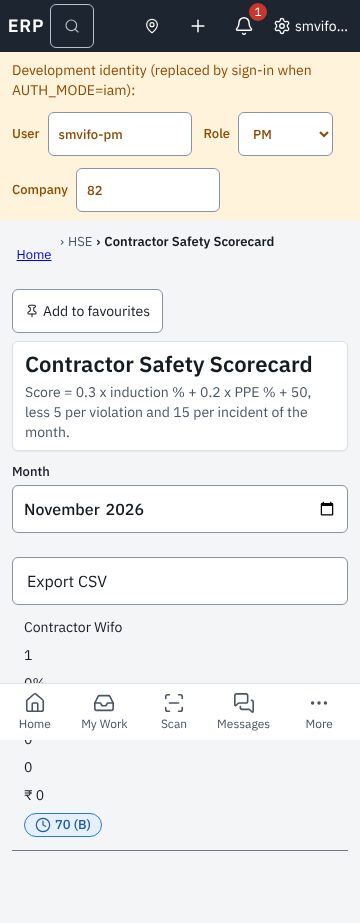 ERP
1
smvifo...
Development identity (replaced by sign-in when
AUTH_MODE=iam):
User smvifo-pm Role PM
Company 82
Home › HSE › Contractor Safety Scorecard
Add to favourites
Contractor Safety Scorecard
Score = 0.3 x induction % + 0.2 x PPE % + 50,
less 5 per violation and 15 per incident of the
month.
Month
November 2026
Export CSV
Contractor Wifo
1
Home My Work Scan Messages More
0
₹ 0
70 (B)